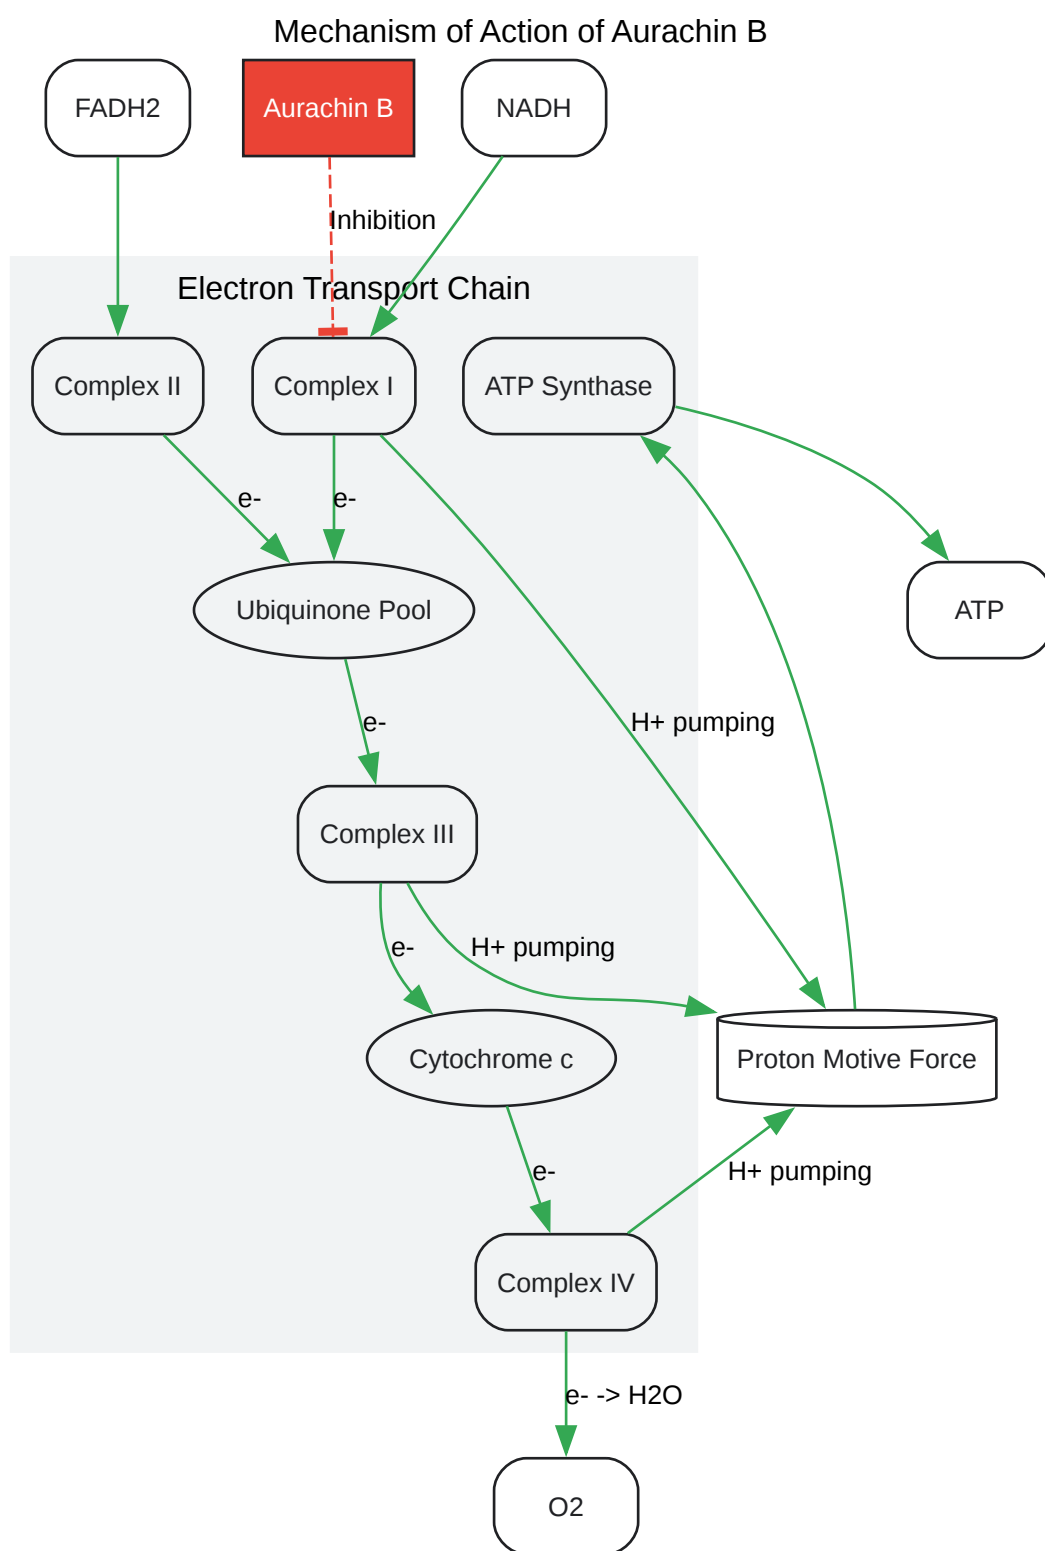 Mechanism of Action of Aurachin B
FADH2
Aurachin B
NADH
Inhibition
Electron Transport Chain
Complex II
Complex I
ATP Synthase
e-
e-
Ubiquinone Pool
ATP
e-
H+ pumping
Complex III
e-
H+ pumping
Cytochrome c
Proton Motive Force
e-
H+ pumping
Complex IV
e- -> H2O
O2